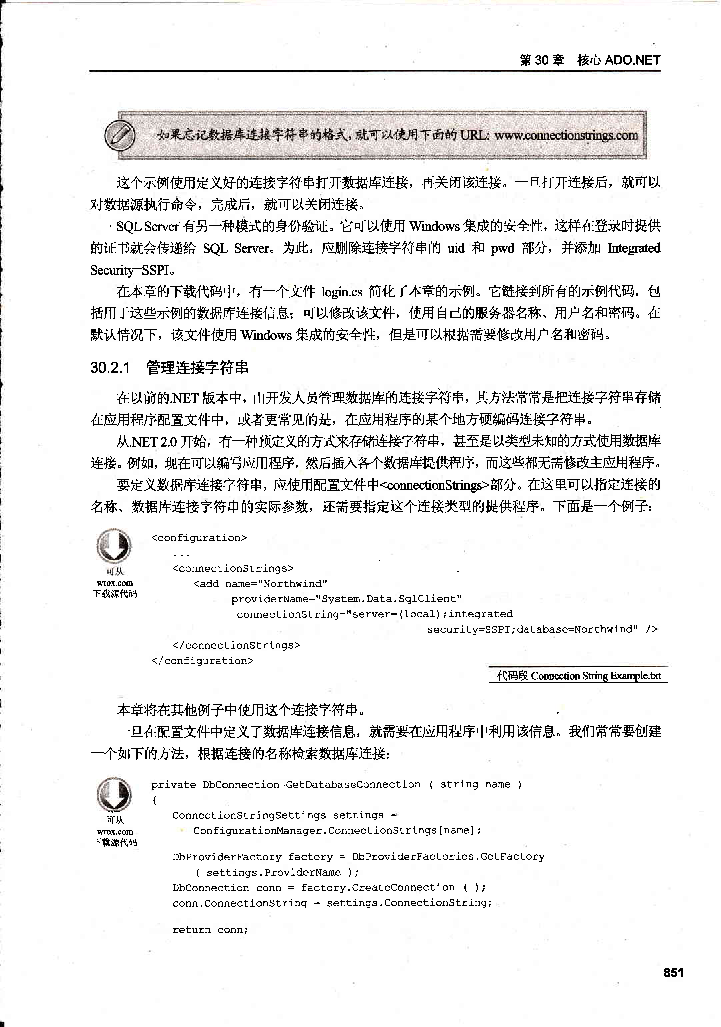 第 30 章 核心 ADO.NET
如果忘记数据库连接字符串的格式，就可以使用下面的 URL: www.connectionstrings.com
这个示例使用定义好的连接字符串打开数据库连接，再关闭该连接。一旦打开连接后，就可以
对数据源执行命令，完成后，就可以关闭连接。
SQL Server 有另一种模式的身份验证。它可以使用 Windows 集成的安全性，这样在登录时提供
的证书就会传递给 SQL Server。为此，应删除连接字符串的 uid 和 pwd 部分，并添加 Integrated
Security=SSPI。
在本章的下载代码中，有一个文件 login.cs 简化了本章的示例。它链接到所有的示例代码，包
括用于这些示例的数据库连接信息；可以修改该文件，使用自己的服务器名称、用户名和密码。在
默认情况下，该文件使用 Windows 集成的安全性，但是可以根据需要修改用户名和密码。
30.2.1 管理连接字符串
在以前的.NET 版本中，由开发人员管理数据库的连接字符串，其方法常常是把连接字符串存储
在应用程序配置文件中，或者更常见的是，在应用程序的某个地方硬编码连接字符串。
从.NET 2.0 开始，有一种预定义的方式来存储连接字符串，甚至是以类型未知的方式使用数据库
连接。例如，现在可以编写应用程序，然后插入各个数据库提供程序，而这些都无需修改主应用程序。
要定义数据库连接字符串，应使用配置文件中<connectionStrings>部分。在这里可以指定连接的
名称、数据库连接字符串的实际参数，还需要指定这个连接类型的提供程序。下面是一个例子：
可从
wrox.com
下载源代码
<configuration>
...
<connectionStrings>
<add name="Northwind"
providerName="System.Data.SqlClient"
connectionString="server=(local);integrated
security=SSPI;database=Northwind" />
</connectionStrings>
</configuration>
代码段 Connection String Example.txt
本章将在其他例子中使用这个连接字符串。
一旦在配置文件中定义了数据库连接信息，就需要在应用程序中利用该信息。我们常常要创建
一个如下的方法，根据连接的名称检索数据库连接：
可从
wrox.com
下载源代码
private DbConnection GetDatabaseConnection ( string name )
{
ConnectionStringSettings settings =
ConfigurationManager.ConnectionStrings[name];
DbProviderFactory factory = DbProviderFactories.GetFactory
( settings.ProviderName );
DbConnection conn = factory.CreateConnection ( );
conn.ConnectionString = settings.ConnectionString;
return conn;
851